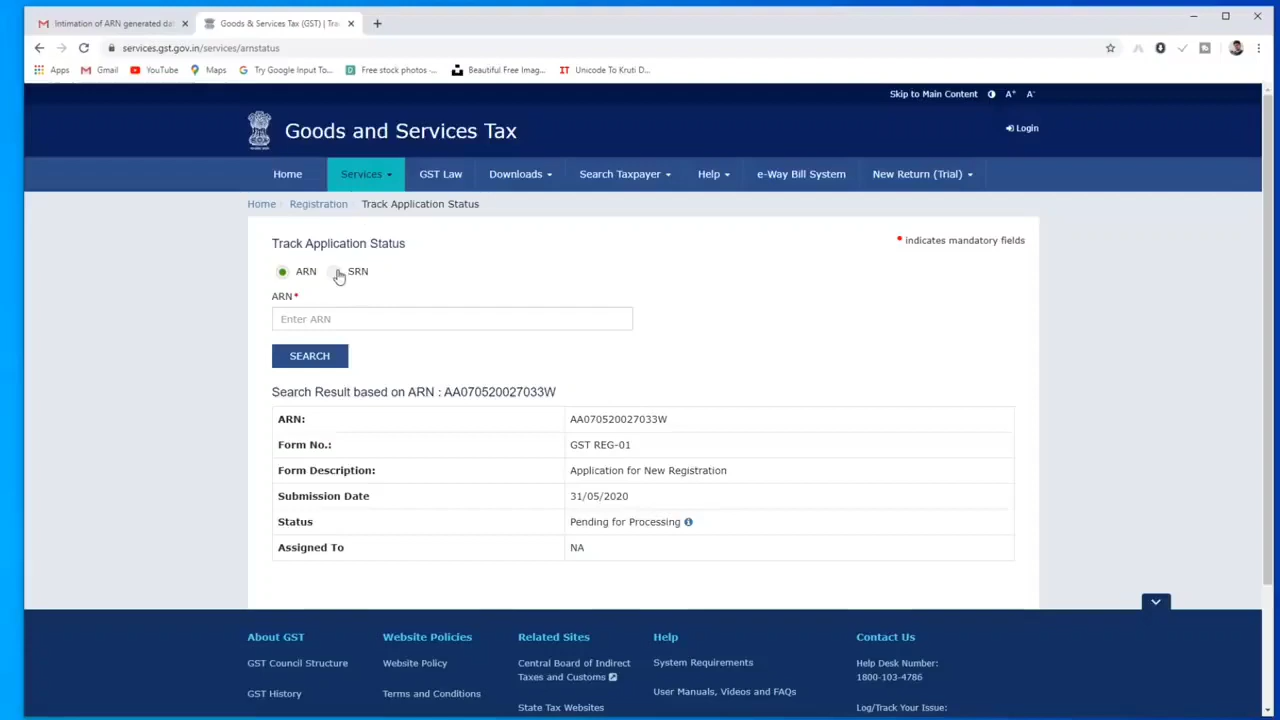 Intimation of ARN generated dat
Goods & Services Tax (GST) | Tra
services.gst.gov.in/services/arnstatus
Apps
Gmail
YouTube
Maps
Try Google Input To...
Free stock photos -...
Beautiful Free Imag...
Unicode To Kruti D...
Skip to Main Content A+ A-
Goods and Services Tax
Login
Home Services GST Law Downloads Search Taxpayer Help e-Way Bill System New Return (Trial)
Home / Registration / Track Application Status
Track Application Status
• indicates mandatory fields
ARN SRN
ARN•
Enter ARN
SEARCH
Search Result based on ARN : AA070520027033W
ARN: AA070520027033W
Form No.: GST REG-01
Form Description: Application for New Registration
Submission Date 31/05/2020
Status Pending for Processing
Assigned To NA
About GST
GST Council Structure
GST History
Website Policies
Website Policy
Terms and Conditions
Related Sites
Central Board of Indirect
Taxes and Customs
State Tax Websites
Help
System Requirements
User Manuals, Videos and FAQs
Contact Us
Help Desk Number:
1800-103-4786
Log/Track Your Issue: